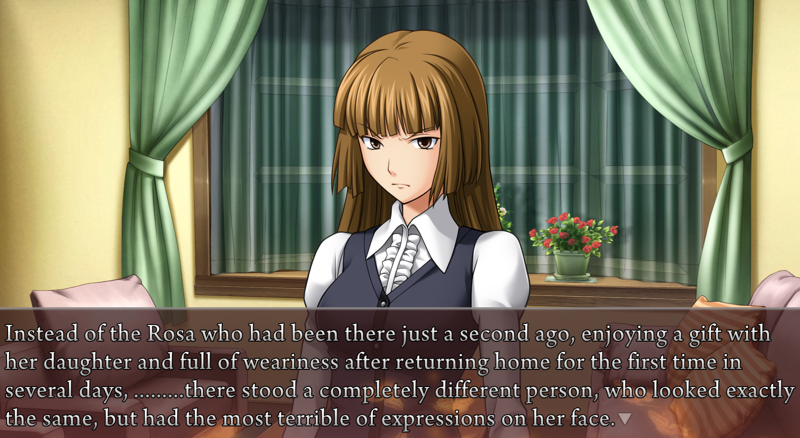 Instead of the Rosa who had been there just a second ago, enjoying a gift with
her daughter and full of weariness after returning home for the first time in
several days, .........there stood a completely different person, who looked exactly
the same, but had the most terrible of expressions on her face.